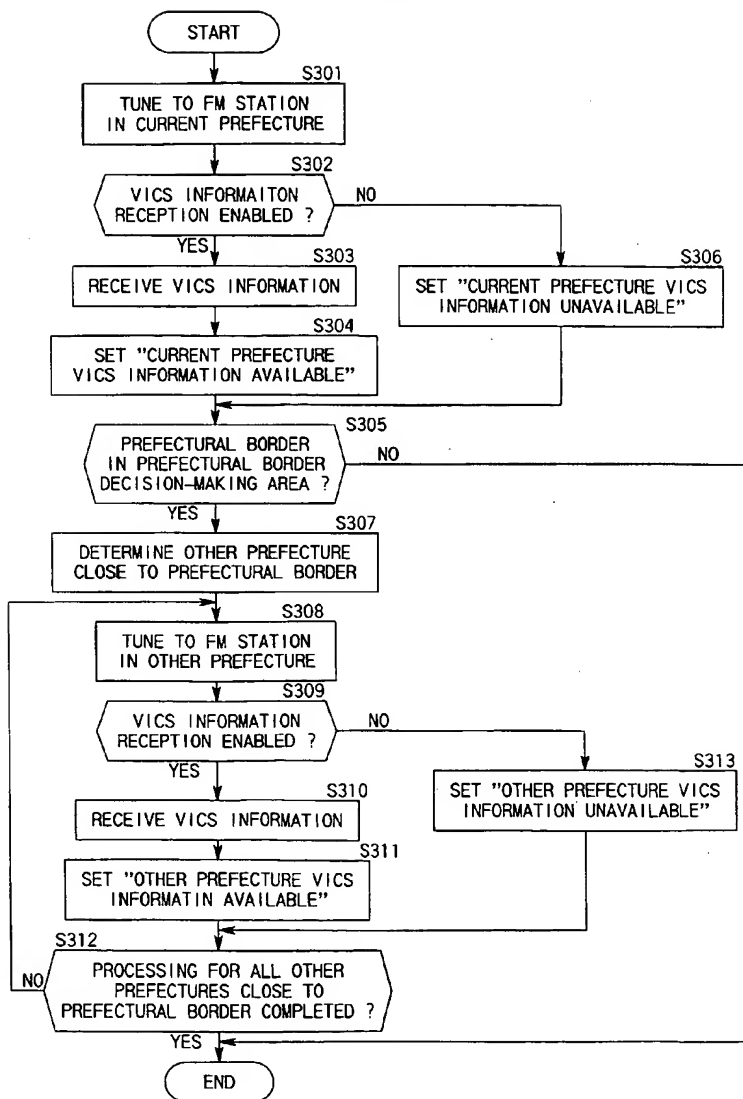 START
S301
TUNE TO FM STATION
IN CURRENT PREFECTURE
S302
VICS INFORMAITON
RECEPTION ENABLED ?
NO
YES
S303
RECEIVE VICS INFORMATION
S306
SET "CURRENT PREFECTURE VICS
INFORMATION UNAVAILABLE"
S304
SET "CURRENT PREFECTURE
VICS INFORMATION AVAILABLE"
S305
PREFECTURAL BORDER
IN PREFECTURAL BORDER
DECISION-MAKING AREA ?
NO
YES
S307
DETERMINE OTHER PREFECTURE
CLOSE TO PREFECTURAL BORDER
S308
TUNE TO FM STATION
IN OTHER PREFECTURE
S309
VICS INFORMATION
RECEPTION ENABLED ?
NO
YES
S310
RECEIVE VICS INFORMATION
S313
SET "OTHER PREFECTURE VICS
INFORMATION UNAVAILABLE"
S311
SET "OTHER PREFECTURE VICS
INFORMATIN AVAILABLE"
S312
PROCESSING FOR ALL OTHER
PREFECTURES CLOSE TO
PREFECTURAL BORDER COMPLETED ?
NO
YES
END